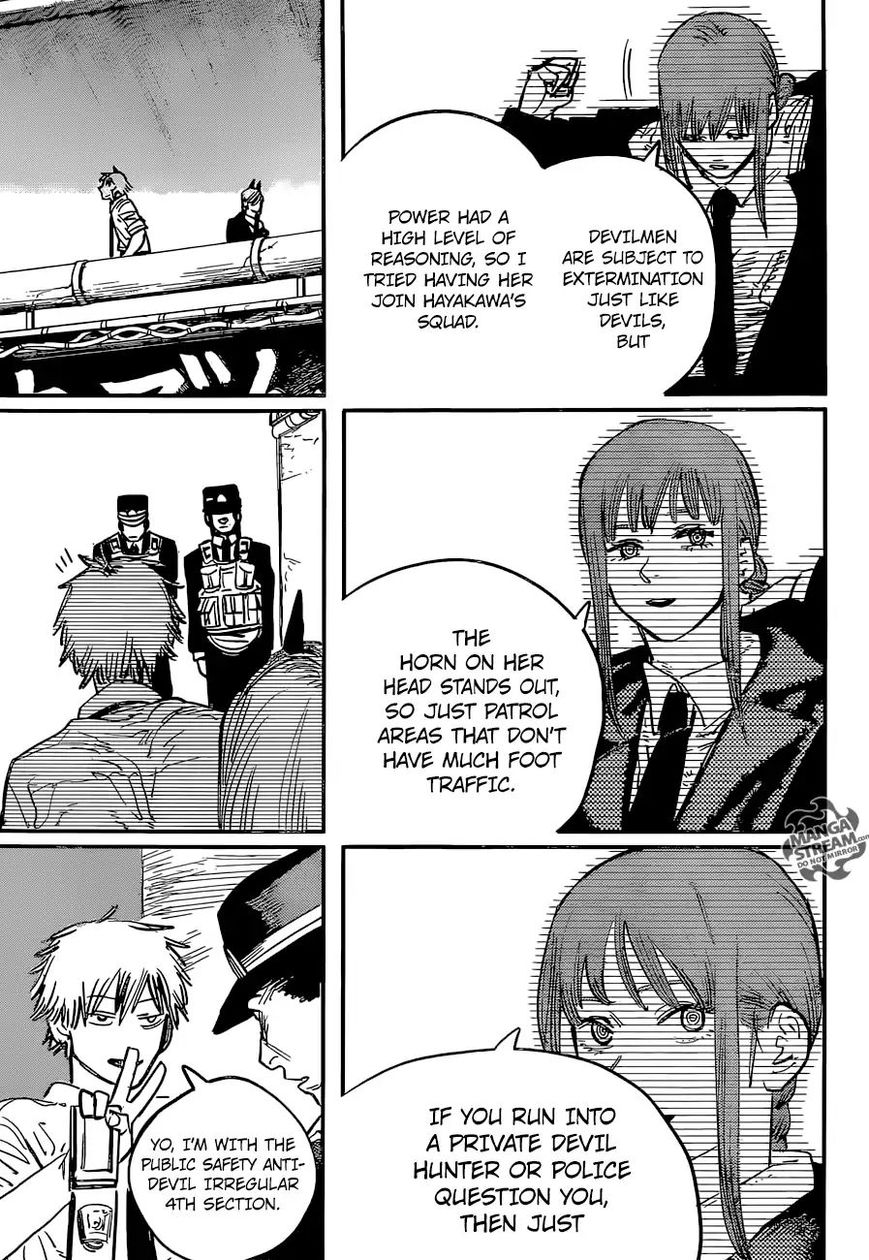 DEVILMEN
ARE SUBJECT TO
EXTERMINATION
JUST LIKE
DEVILS,
BUT
POWER HAD A
HIGH LEVEL OF
REASONING, SO I
TRIED HAVING HER
JOIN HAYAKAWA'S
SQUAD.
THE
HORN ON HER
HEAD STANDS OUT,
SO JUST PATROL
AREAS THAT DON'T
HAVE MUCH FOOT
TRAFFIC.
MANGA
STREAM.com
DO NOT MIRROR
IF YOU RUN INTO
A PRIVATE DEVIL
HUNTER OR POLICE
QUESTION YOU,
THEN JUST
YO, I'M WITH THE
PUBLIC SAFETY ANTI-
DEVIL IRREGULAR
4TH SECTION.